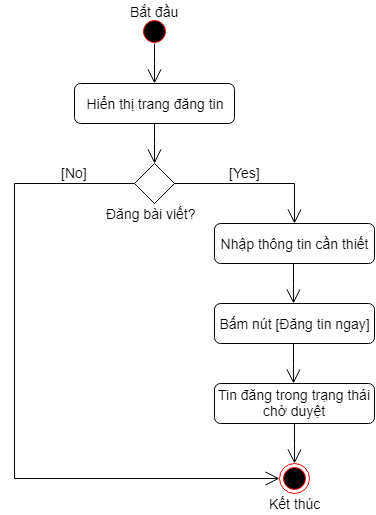 Bắt đầu
Hiển thị trang đăng tin
[No]
[Yes]
Đăng bài viết?
Nhập thông tin cần thiết
Bấm nút [Đăng tin ngay]
Tin đăng trong trạng thái
chờ duyệt
Kết thúc